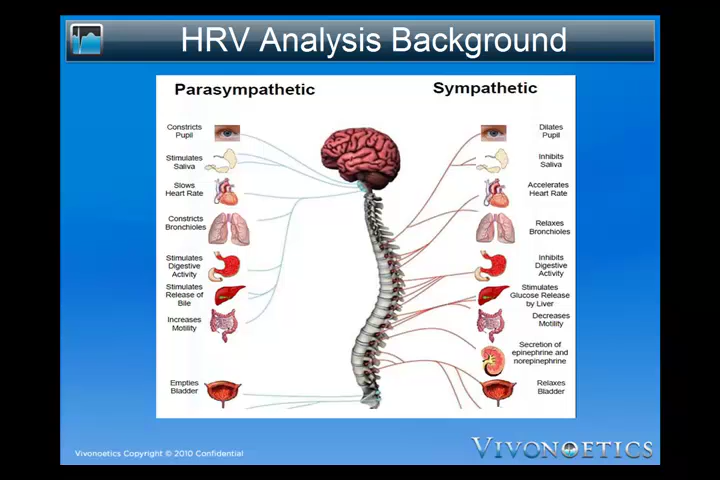 HRV Analysis Background
Parasympathetic
Constricts
Pupil
Stimulates
Saliva
Slows
Heart Rate
Constricts
Bronchioles
Stimulates
Digestive
Activity
Stimulates
Release of
Bile
Increases
Motility
Empties
Bladder
Sympathetic
Dilates
Pupil
Inhibits
Saliva
Accelerates
Heart Rate
Relaxes
Bronchioles
Inhibits
Digestive
Activity
Stimulates
Glucose Release
by Liver
Decreases
Motility
Secretion of
epinephrine and
norepinephrine
Relaxes
Bladder
Vivonoetics Copyright © 2010 Confidential
VIVONOETICS